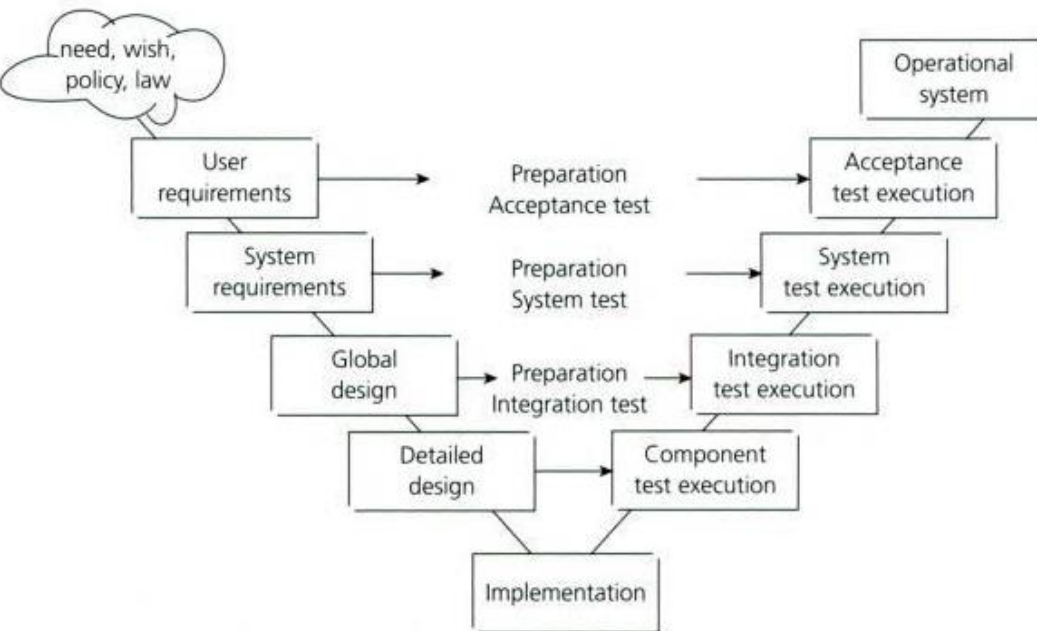 need, wish,
policy, law
Operational
system
User
requirements
Preparation
Acceptance test
Acceptance
test execution
System
requirements
Preparation
System test
System
test execution
Global
design
Preparation
Integration test
Integration
test execution
Detailed
design
Component
test execution
Implementation